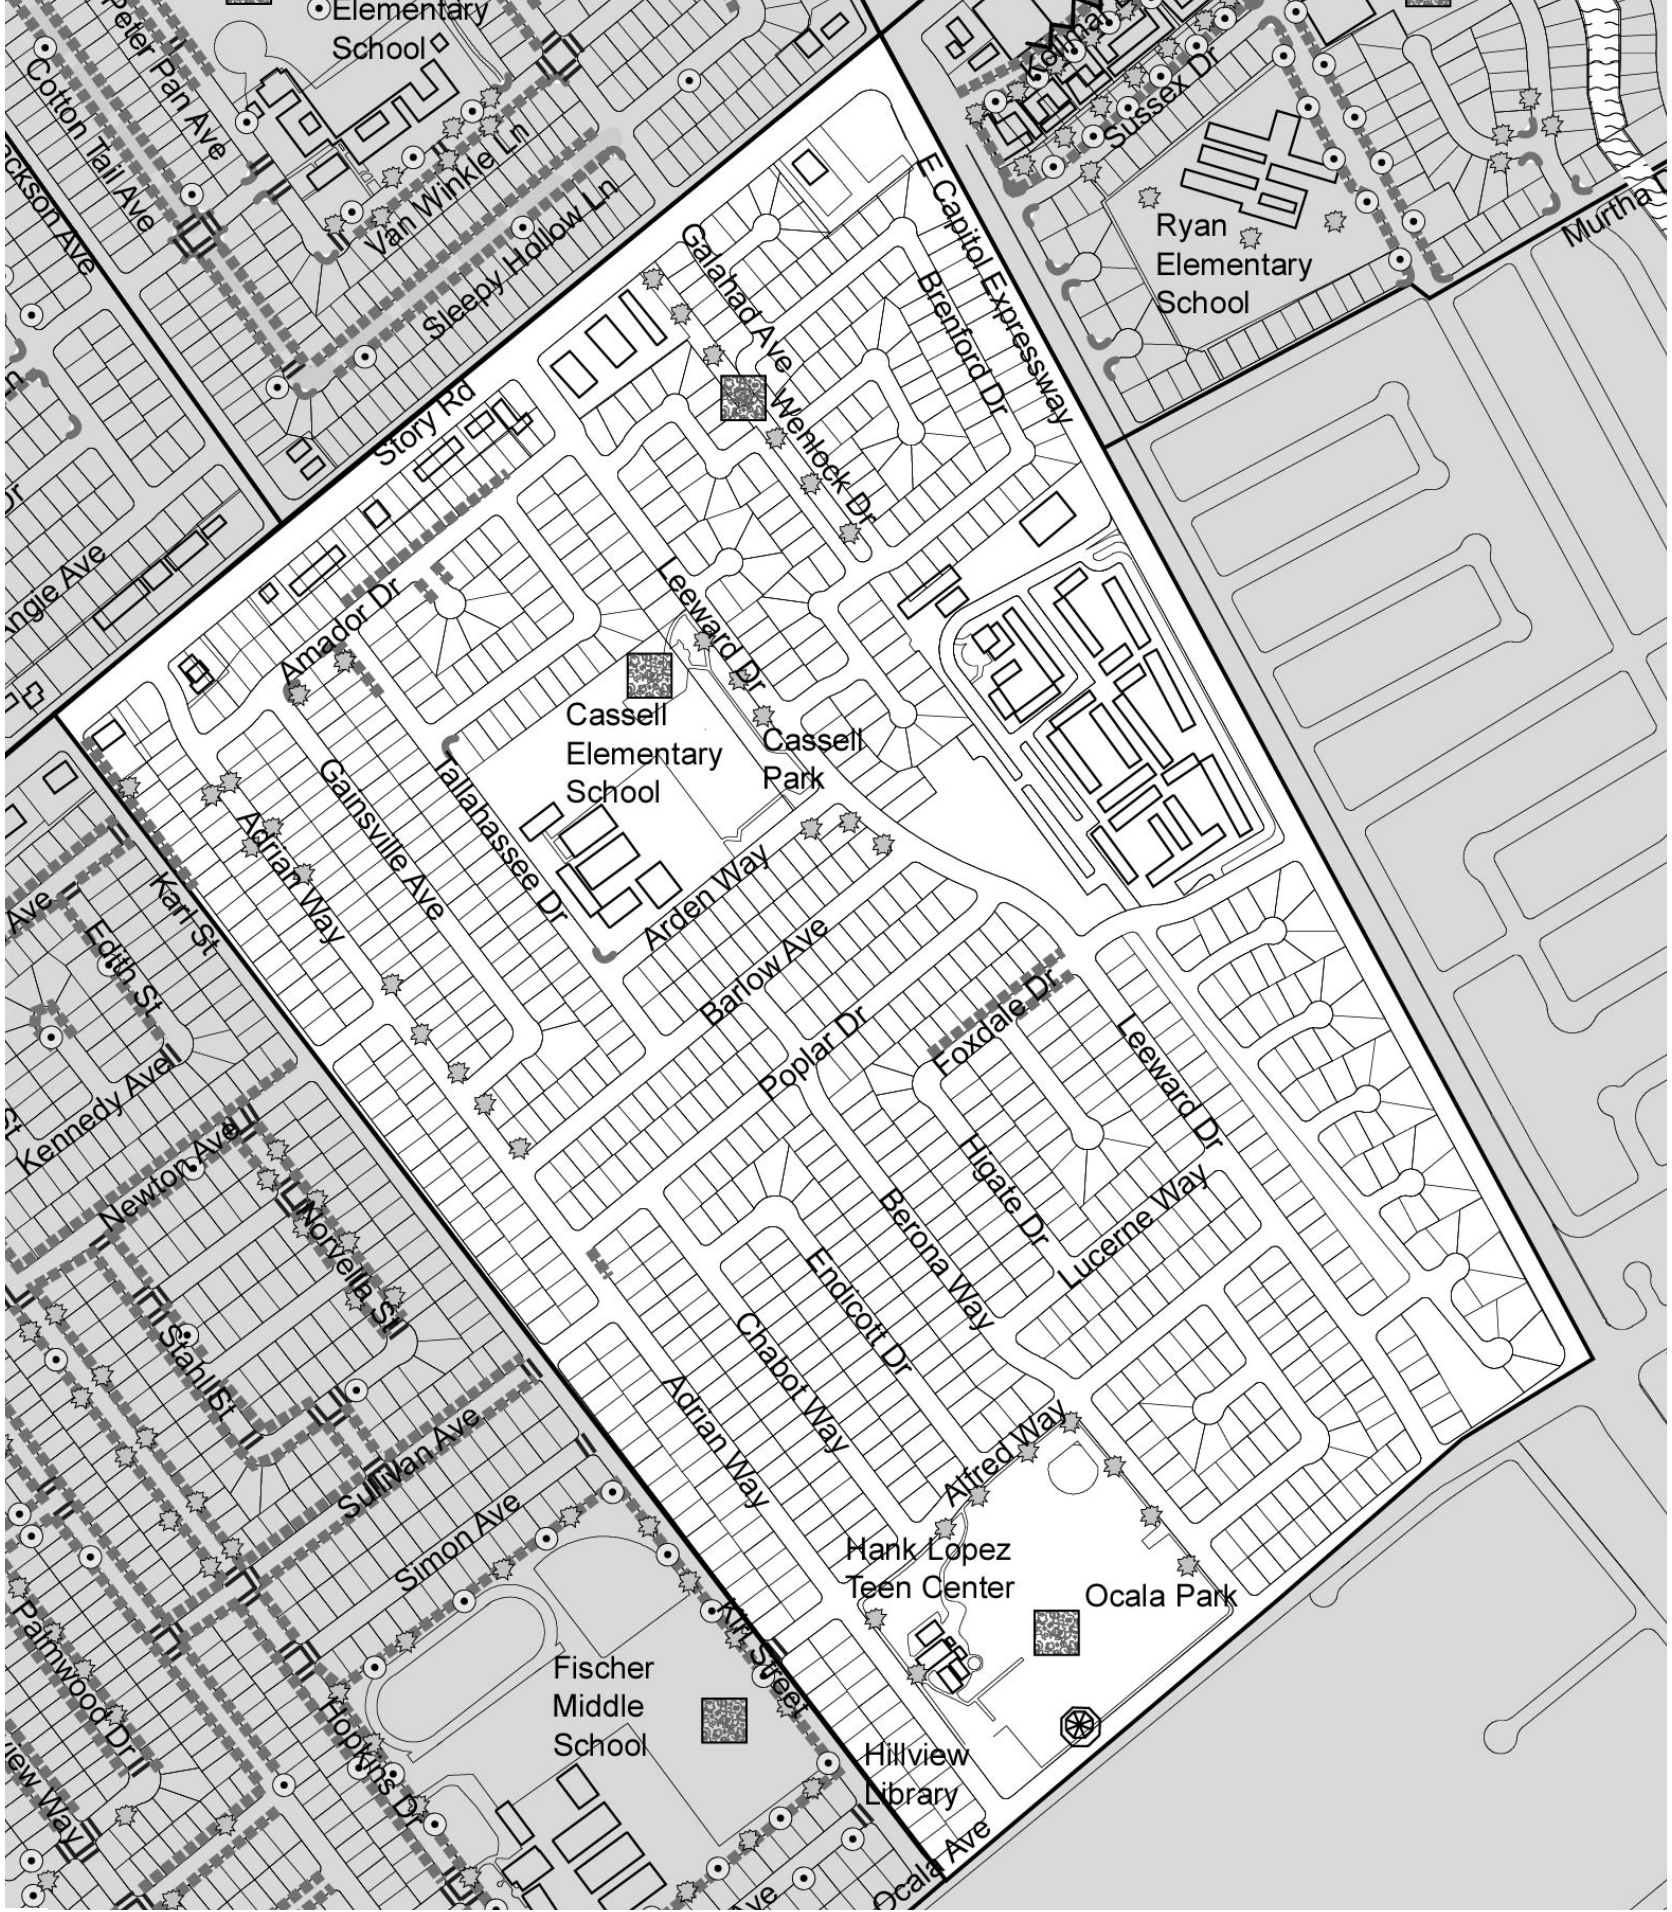 Elementary
School
Peter Pan Ave
Cotton Tail Ave
Van Winkle Ln
Sleepy Hollow Ln
Sussex Dr
Ryan
Elementary
School
Murtha
E Capitol Expressway
Galahad Ave
Brenford Dr
Wenlock Dr
Story Rd
Angie Ave
Amador Dr
Leeward Dr
Cassell
Elementary
School
Cassell
Park
Gainsville Ave
Tallahassee Dr
Adrian Way
Arden Way
Karl St
Ave
Edith St
Barlow Ave
Poplar Dr
Foxdale Dr
Leeward Dr
Kennedy Ave
St
Newton Ave
Higate Dr
Lucerne Way
Berona Way
Norvella St
Endicott Dr
Chabot Way
Stahl St
Adrian Way
Alfred Way
Sullivan Ave
Simon Ave
Hank Lopez
Teen Center
Ocala Park
Palmwood Dr
Kirt Street
Fischer
Middle
School
Hopkins Dr
iew Way
Hillview
Library
Ocala Ave
Ave